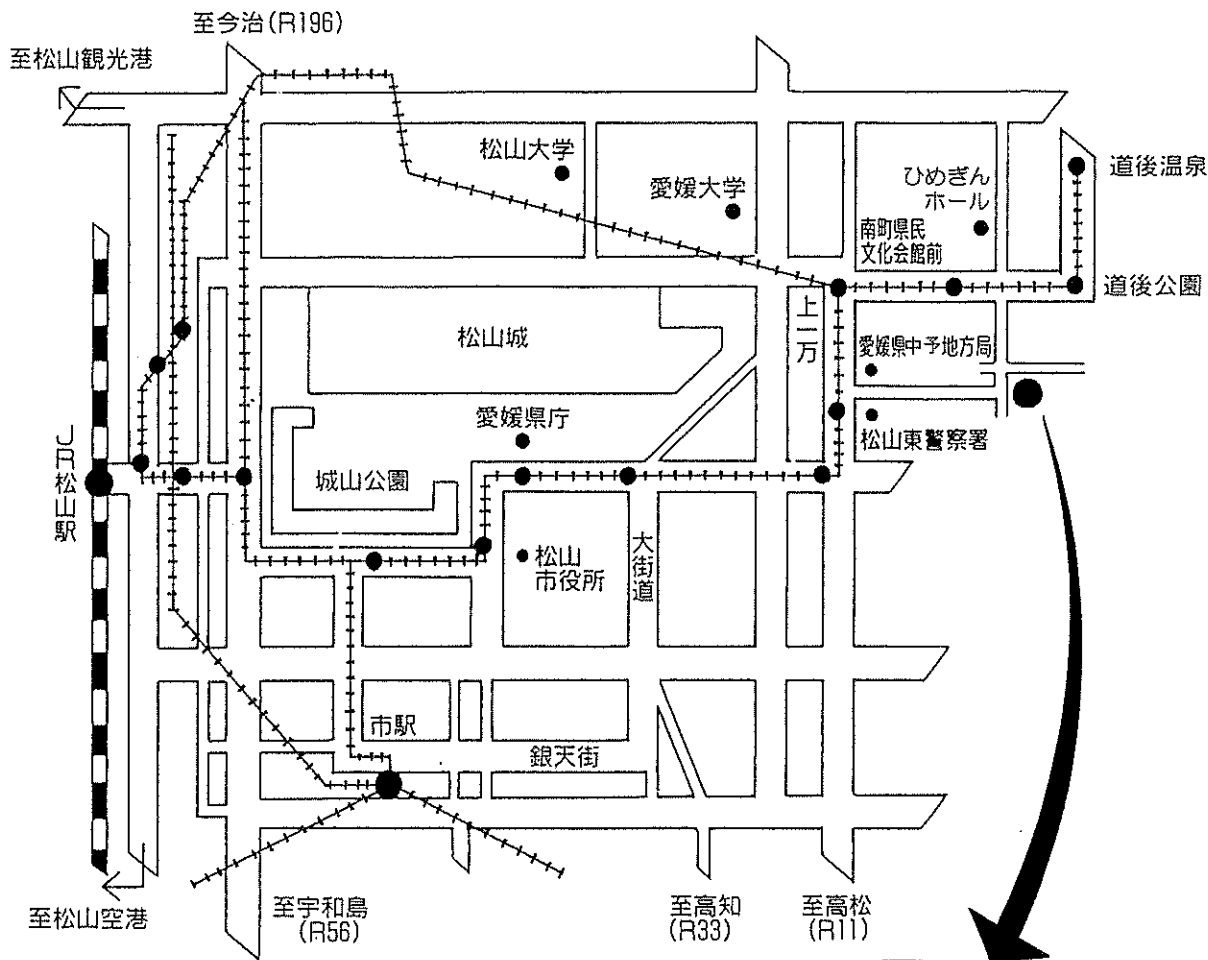 至今治(R196)
至松山観光港
松山大学
愛媛大学
ひめぎん
ホール
南町県民
文化会館前
道後温泉
道後公園
上一万
松山城
愛媛県中予地方局
愛媛県庁
松山東警察署
JR松山駅
城山公園
松山
市役所
大街道
市駅
銀天街
至松山空港
至宇和島
(R56)
至高知
(R33)
至高松
(R11)